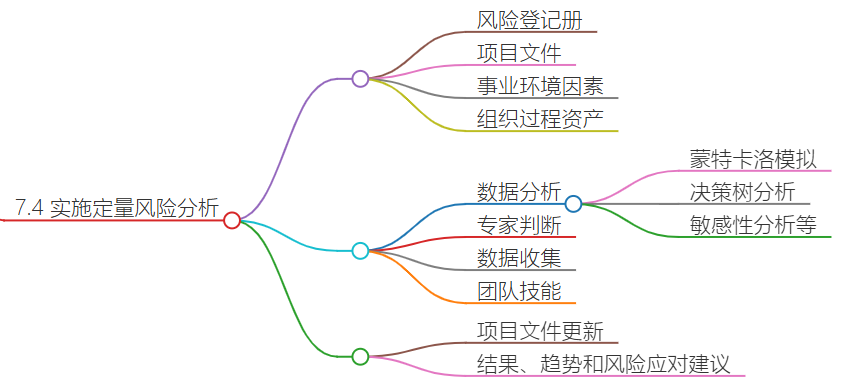 7.4 实施定量风险分析
风险登记册
项目文件
事业环境因素
组织过程资产
数据分析
蒙特卡洛模拟
决策树分析
敏感性分析等
专家判断
数据收集
团队技能
项目文件更新
结果、趋势和风险应对建议